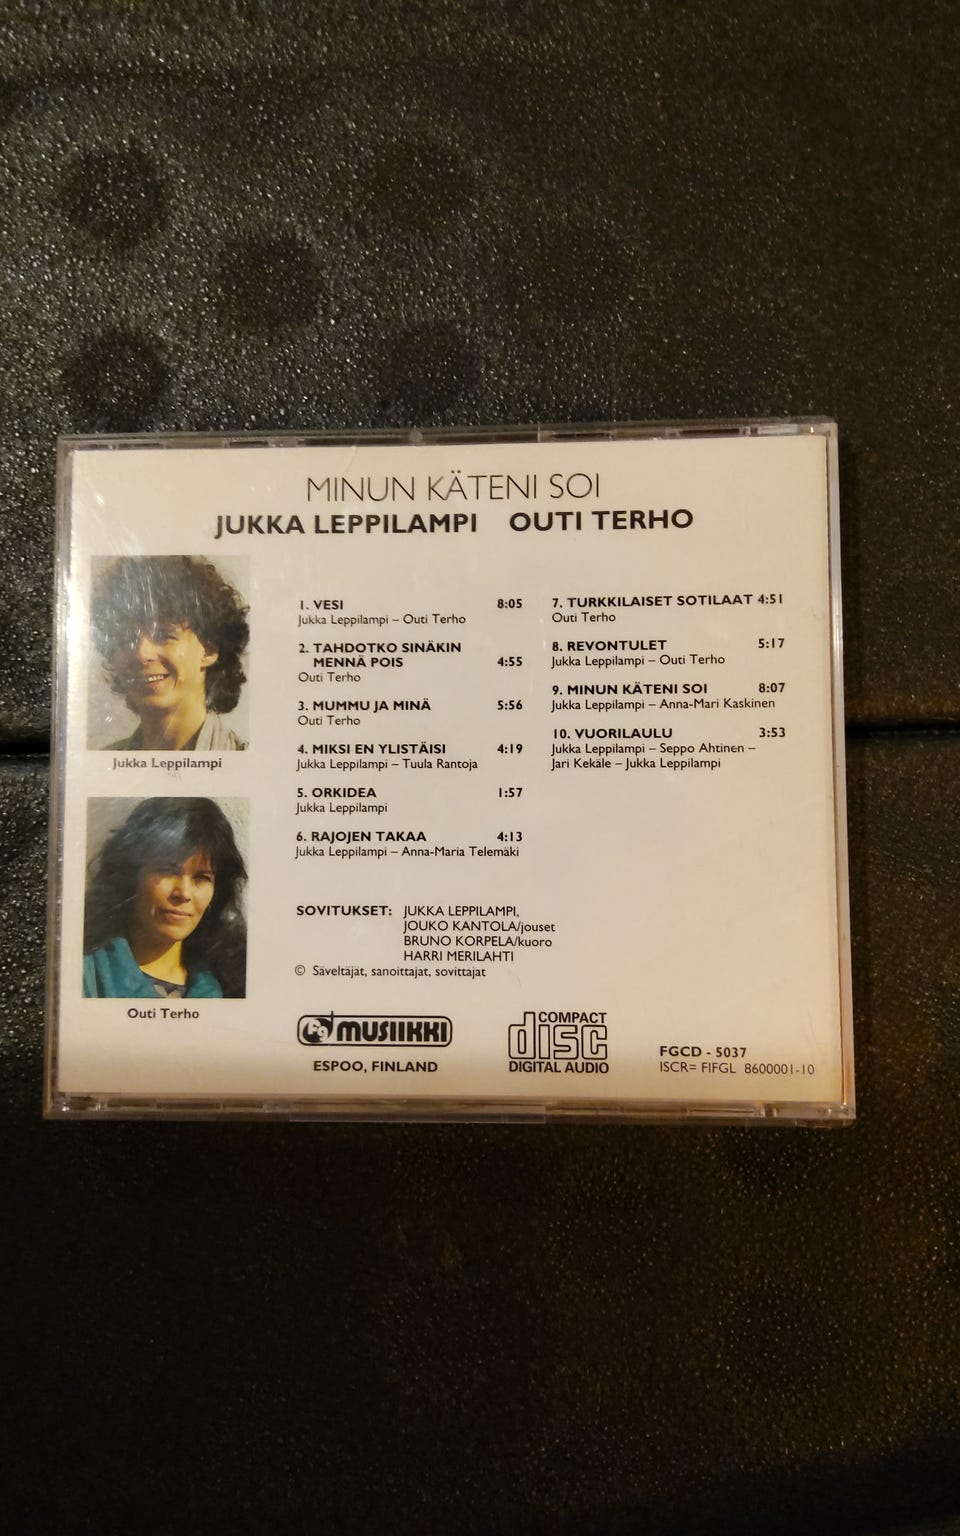 MINUN KÄTENI SOI
JUKKA LEPPILAMPI OUTI TERHO
Jukka Leppilampi
Outi Terho
1. VESI 8:05
Jukka Leppilampi – Outi Terho
2. TAHDOTKO SINÄKIN
MENNÄ POIS 4:55
Outi Terho
3. MUMMU JA MINÄ 5:56
Outi Terho
4. MIKSI EN YLISTÄISI 4:19
Jukka Leppilampi – Tuula Rantoja
5. ORKIDEA 1:57
Jukka Leppilampi
6. RAJOJEN TAKAA 4:13
Jukka Leppilampi – Anna-Maria Telemäki
7. TURKKILAISET SOTILAAT 4:51
Outi Terho
8. REVONTULET 5:17
Jukka Leppilampi – Outi Terho
9. MINUN KÄTENI SOI 8:07
Jukka Leppilampi – Anna-Mari Kaskinen
10. VUORILAULU 3:53
Jukka Leppilampi – Seppo Ahtinen –
Jari Kekäle – Jukka Leppilampi
SOVITUKSET: JUKKA LEPPILAMPI,
JOUKO KANTOLA/jouset
BRUNO KORPELA/kuoro
HARRI MERILAHTI
© Säveltäjät, sanoittajat, sovittajat
Fg MUSIIKKI
ESPOO, FINLAND
COMPACT
disc
DIGITAL AUDIO
FGCD - 5037
ISCR= FIFGL 8600001-10